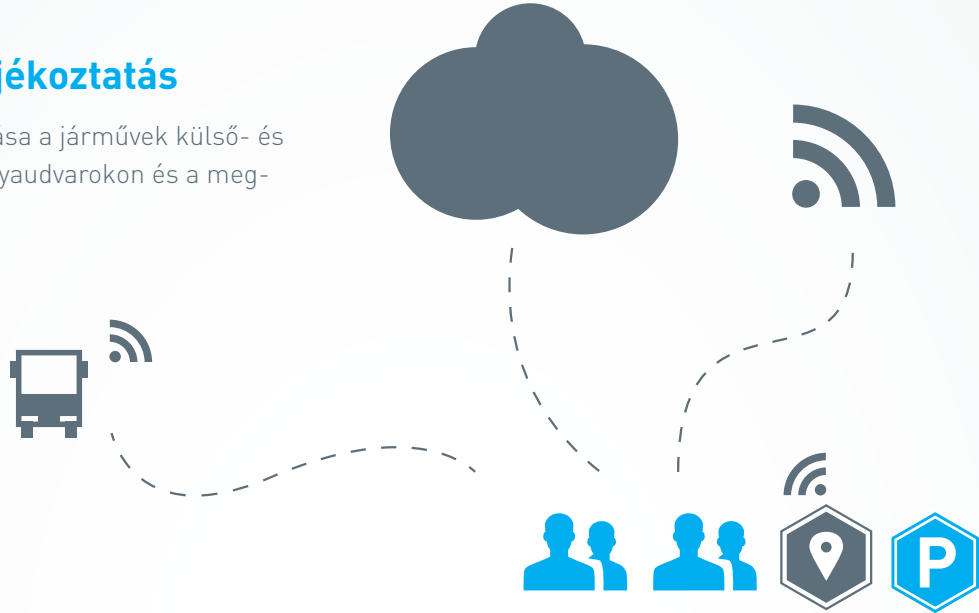 jékoztatás
ása a járművek külső- és
yaudvarokon és a meg-
P